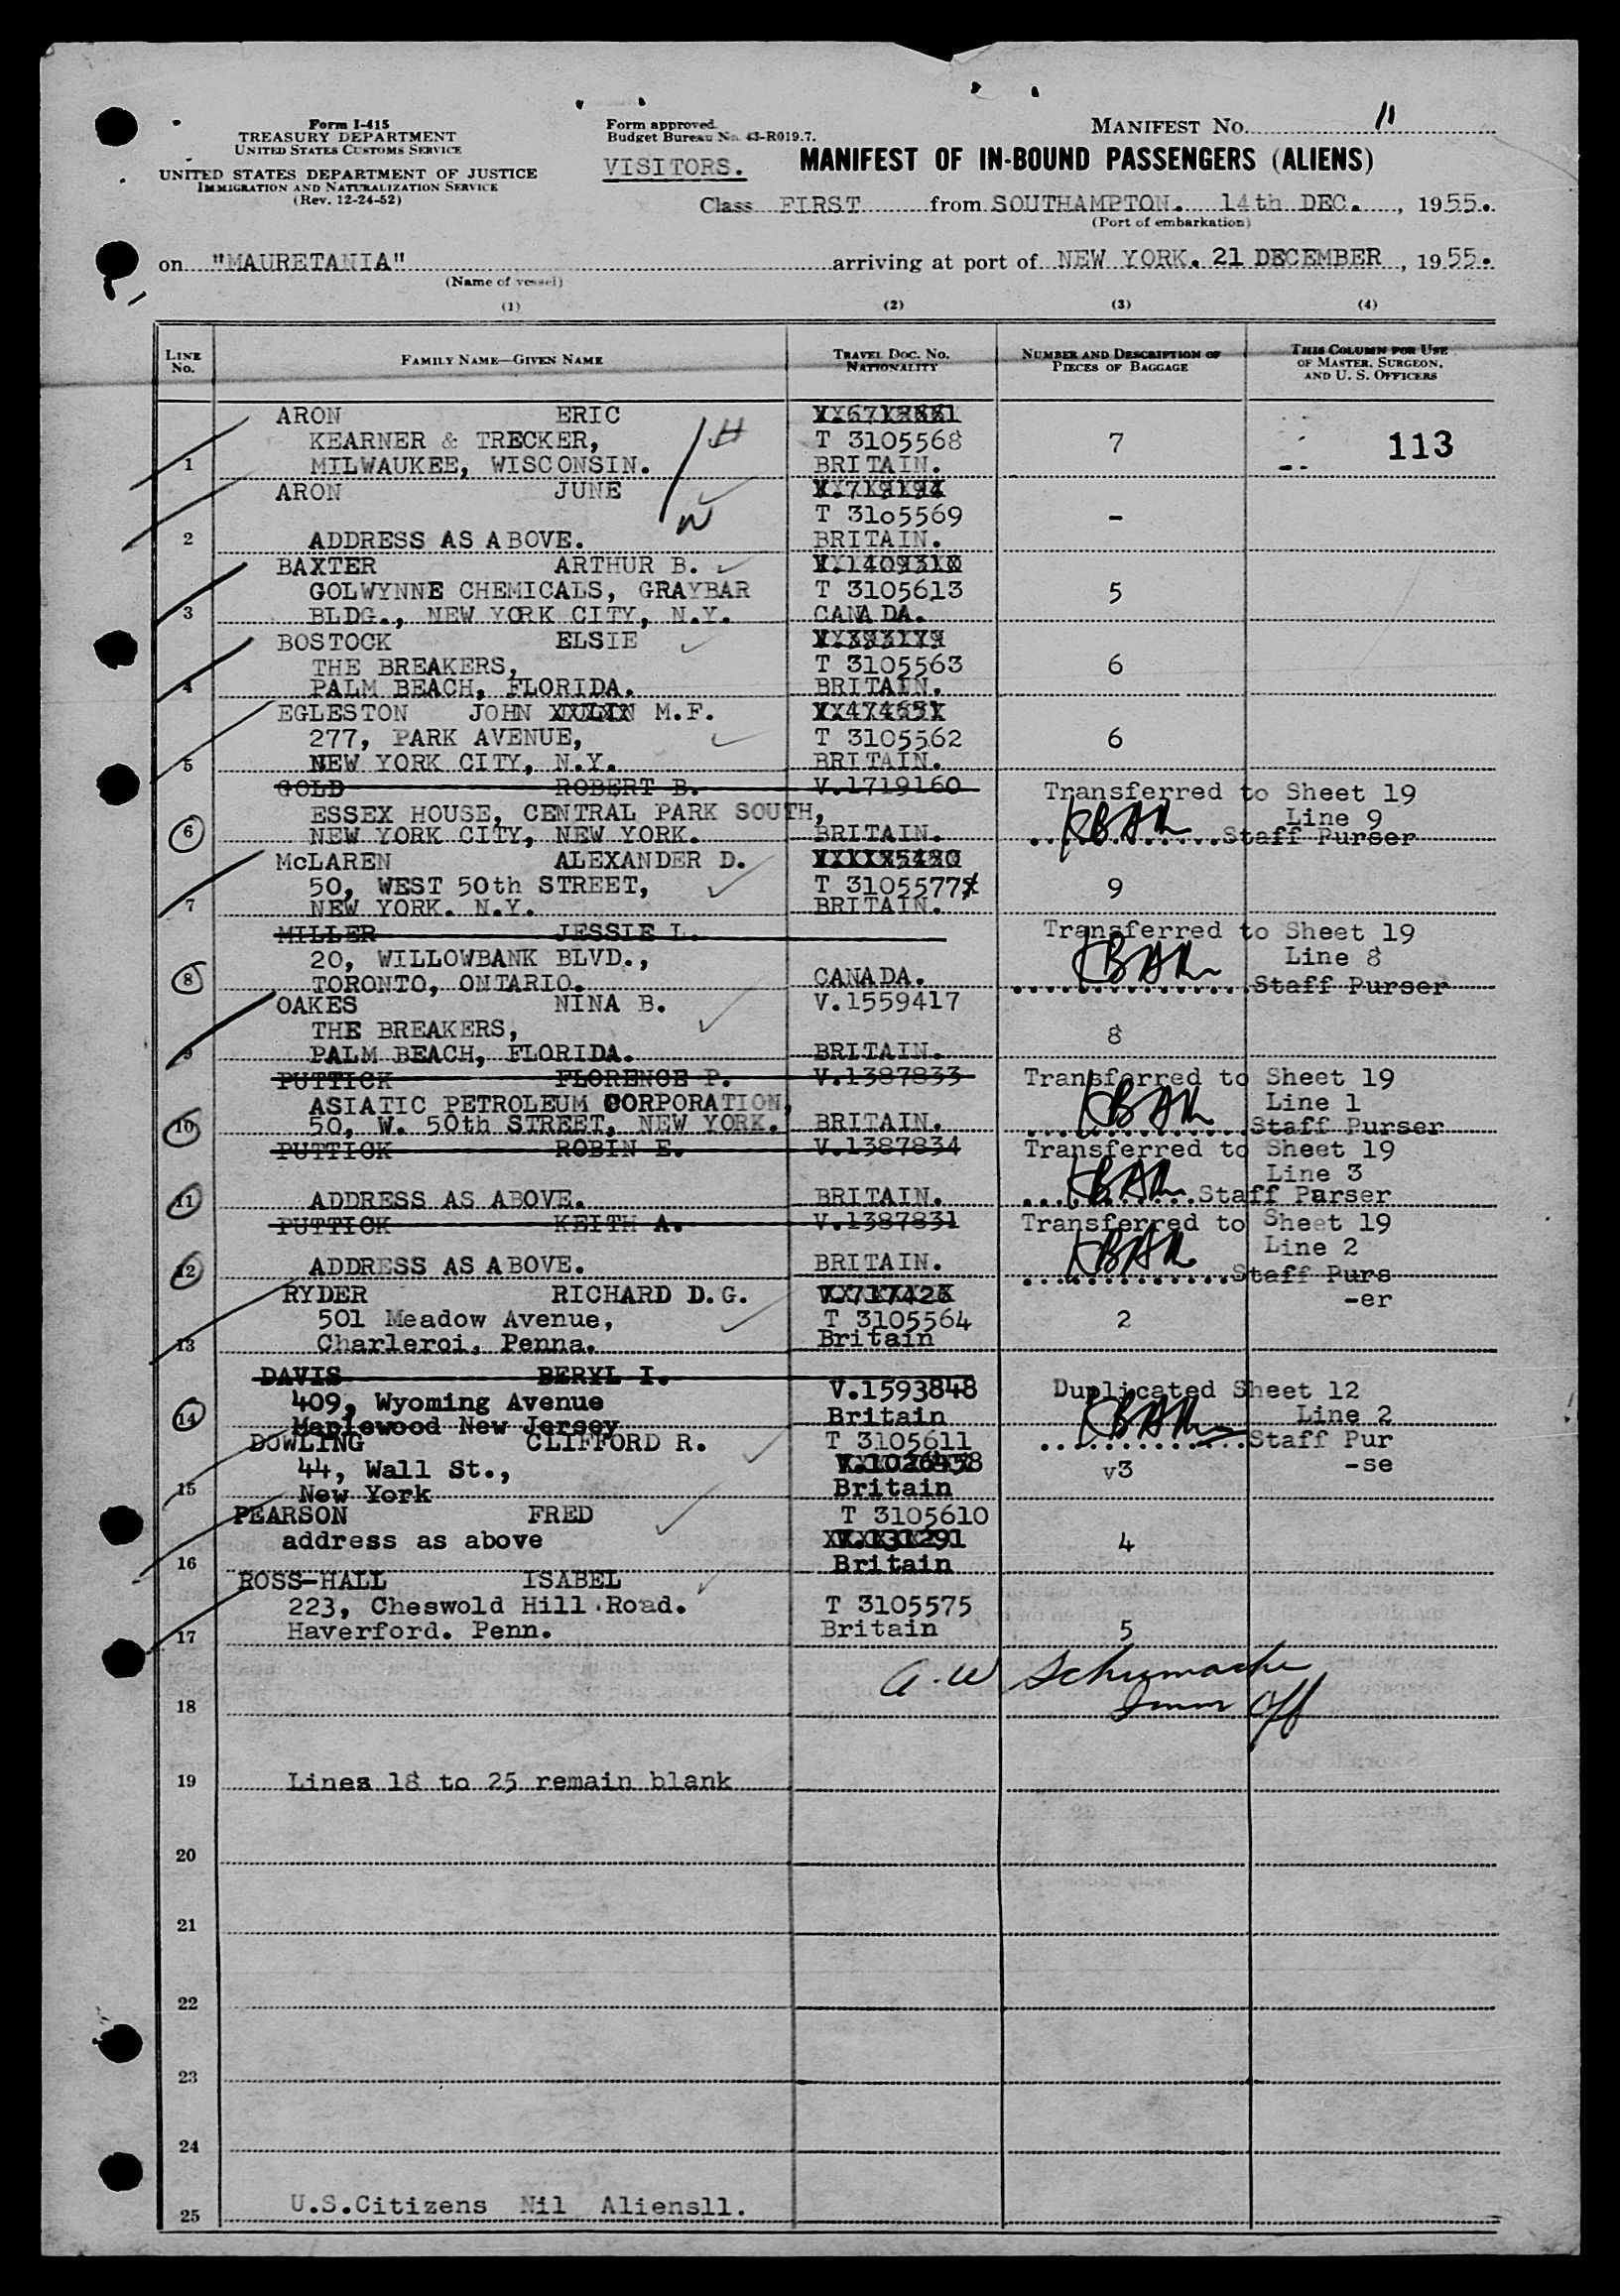 Form I-415
TREASURY DEPARTMENT
UNITED STATES CUSTOMS SERVICE
UNITED STATES DEPARTMENT OF JUSTICE
IMMIGRATION AND NATURALIZATION SERVICE
(Rev. 12-24-52)
Form approved.
Budget Bureau No. 43-R019.7.
VISITORS.
MANIFEST NO. 11
MANIFEST OF IN-BOUND PASSENGERS (ALIENS)
Class FIRST from SOUTHAMPTON. 14th DEC., 1955.
(Port of embarkation)
on "MAURETANIA" arriving at port of NEW YORK. 21 DECEMBER, 1955.
(Name of vessel)
(1) (2) (3) (4)
LINE NO. FAMILY NAME—GIVEN NAME TRAVEL DOC. NO. NATIONALITY NUMBER AND DESCRIPTION OF PIECES OF BAGGAGE THIS COLUMN FOR USE OF MASTER, SURGEON, AND U. S. OFFICERS
ARON ERIC
KEARNER & TRECKER, T 3105568 7 113
1 MILWAUKEE, WISCONSIN. BRITAIN.
ARON JUNE
T 31o5569 -
2 ADDRESS AS ABOVE. BRITAIN.
BAXTER ARTHUR B.
GOLWYNNE CHEMICALS, GRAYBAR T 3105613 5
3 BLDG., NEW YORK CITY, N.Y. CANADA.
BOSTOCK ELSIE
THE BREAKERS, T 3105563 6
4 PALM BEACH, FLORIDA. BRITAIN.
EGLESTON JOHN M.F.
277, PARK AVENUE, T 3105562 6
5 NEW YORK CITY, N.Y. BRITAIN.
GOLD ROBERT B. V.1719160 Transferred to Sheet 19
ESSEX HOUSE, CENTRAL PARK SOUTH, Line 9
6 NEW YORK CITY, NEW YORK. BRITAIN. Staff Purser
McLAREN ALEXANDER D.
50, WEST 50th STREET, T 3105577 9
7 NEW YORK. N.Y. BRITAIN.
MILLER JESSIE L. Transferred to Sheet 19
20, WILLOWBANK BLVD., Line 8
8 TORONTO, ONTARIO. CANADA. Staff Purser
OAKES NINA B. V.1559417
THE BREAKERS, 8
9 PALM BEACH, FLORIDA. BRITAIN.
PUTTICK FLORENCE P. V.1387833 Transferred to Sheet 19
ASIATIC PETROLEUM CORPORATION, Line 1
10 50, W. 50th STREET, NEW YORK. BRITAIN. Staff Purser
PUTTICK ROBIN E. V.1387834 Transferred to Sheet 19
Line 3
11 ADDRESS AS ABOVE. BRITAIN. Staff Parser
PUTTICK KEITH A. V.1387831 Transferred to Sheet 19
Line 2
12 ADDRESS AS ABOVE. BRITAIN. Staff Purs
-er
RYDER RICHARD D.G.
501 Meadow Avenue, T 3105564 2
13 Charleroi, Penna. Britain
DAVIS BERYL I. V.1593848 Duplicated Sheet 12
409, Wyoming Avenue Line 2
14 Maplewood New Jersey Britain Staff Pur
-se
DOWLING CLIFFORD R. T 3105611
44, Wall St., v3
15 New York Britain
PEARSON FRED T 3105610
address as above 4
16 Britain
ROSS-HALL ISABEL
223, Cheswold Hill Road. T 3105575
17 Haverford. Penn. Britain 5
A. W Schumacher
18 Imm Off
19 Lines 18 to 25 remain blank
20
21
22
23
24
25 U.S.Citizens Nil Aliens11.